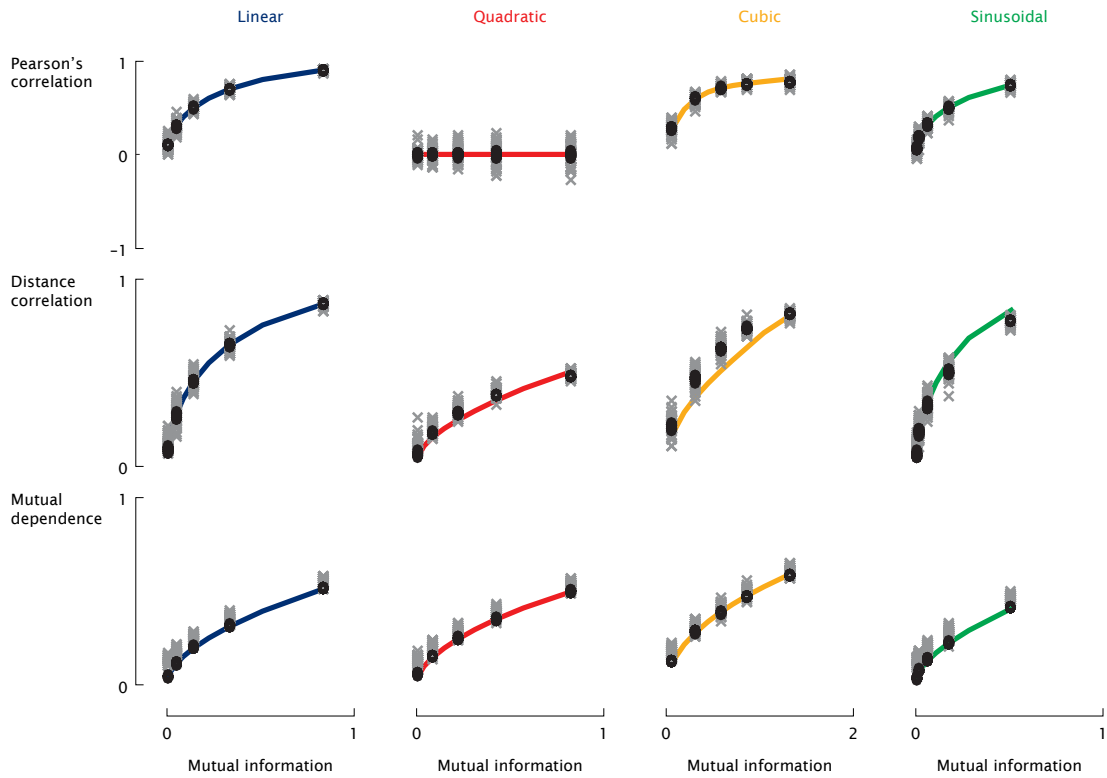 Linear
Quadratic
Cubic
Sinusoidal
Pearson's
correlation
1
0
–1
Distance
correlation
1
0
Mutual
dependence
1
0
0 1
0 1
0 2
0 1
Mutual information
Mutual information
Mutual information
Mutual information